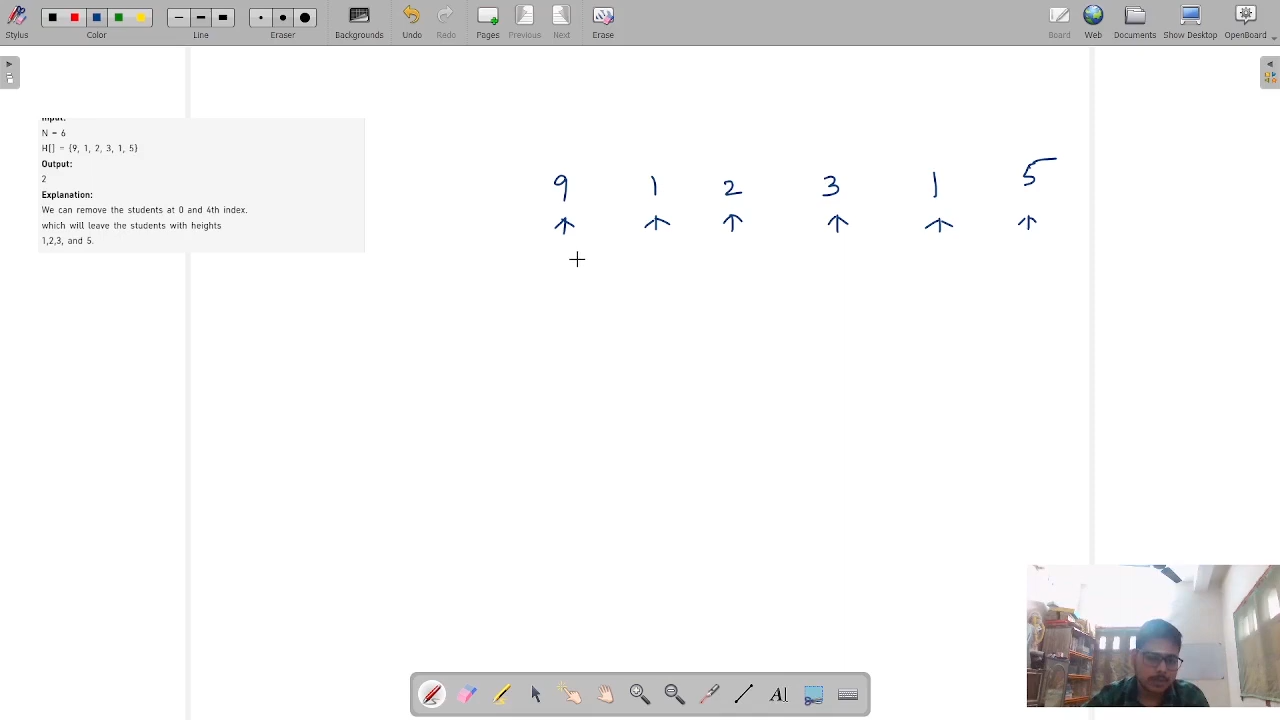 Stylus Color Line Eraser Backgrounds Undo Redo Pages Previous Next Erase Board Web Documents Show Desktop OpenBoard
Input:
N = 6
H[] = {9, 1, 2, 3, 1, 5}
Output:
2
Explanation:
We can remove the students at 0 and 4th index.
which will leave the students with heights
1,2,3, and 5.
9 1 2 3 1 5